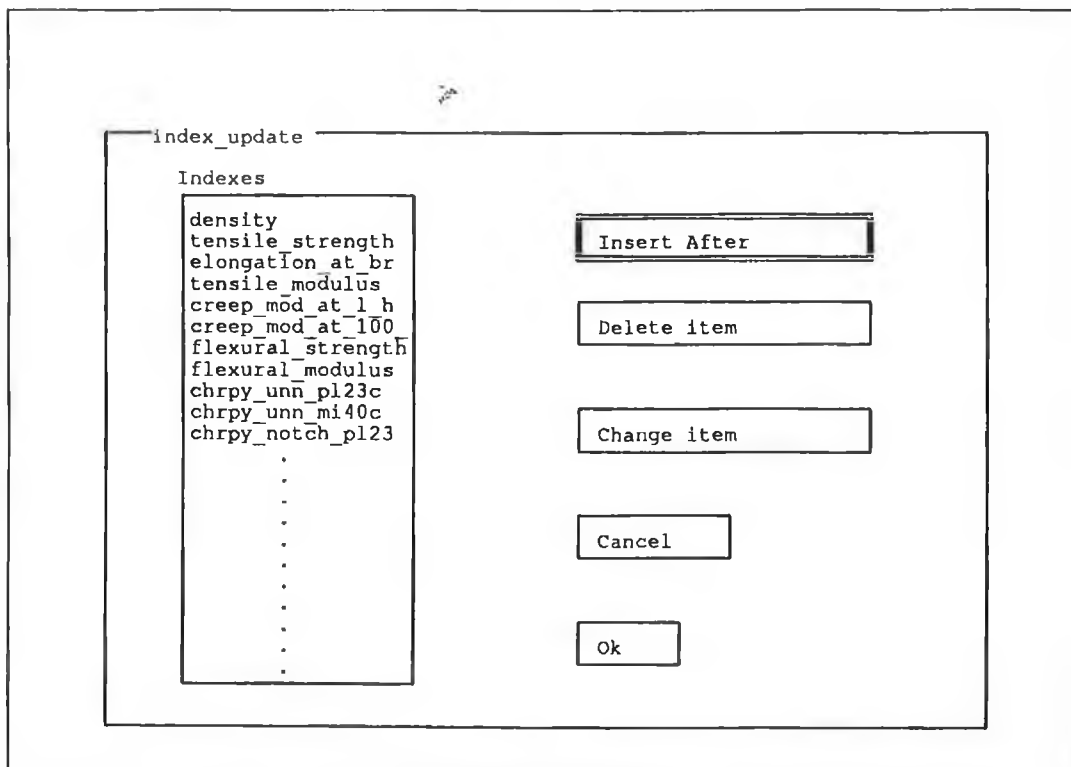 index_update
Indexes
density
tensile_strength
elongation_at_br
tensile_modulus
creep_mod_at_1_h
creep_mod_at_100_
flexural_strength
flexural_modulus
chrpy_unn_pl23c
chrpy_unn_mi40c
chrpy_notch_pl23
.
.
.
.
.
.
.
.
.
.
.
Insert After
Delete item
Change item
Cancel
Ok